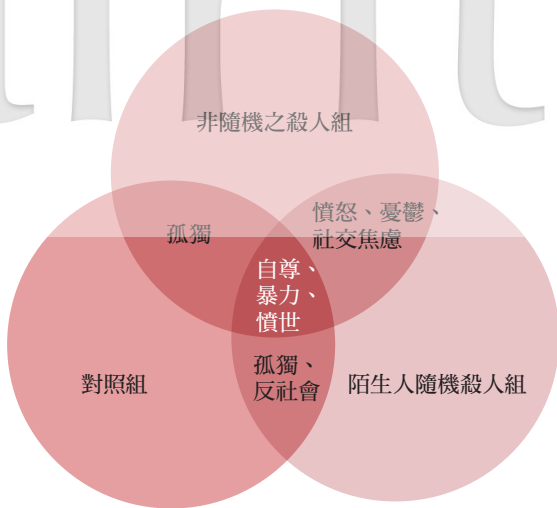 非隨機之殺人組
憤怒、憂鬱、
社交焦慮
孤獨
自尊、
暴力、
憤世
孤獨、
反社會
對照組
陌生人隨機殺人組